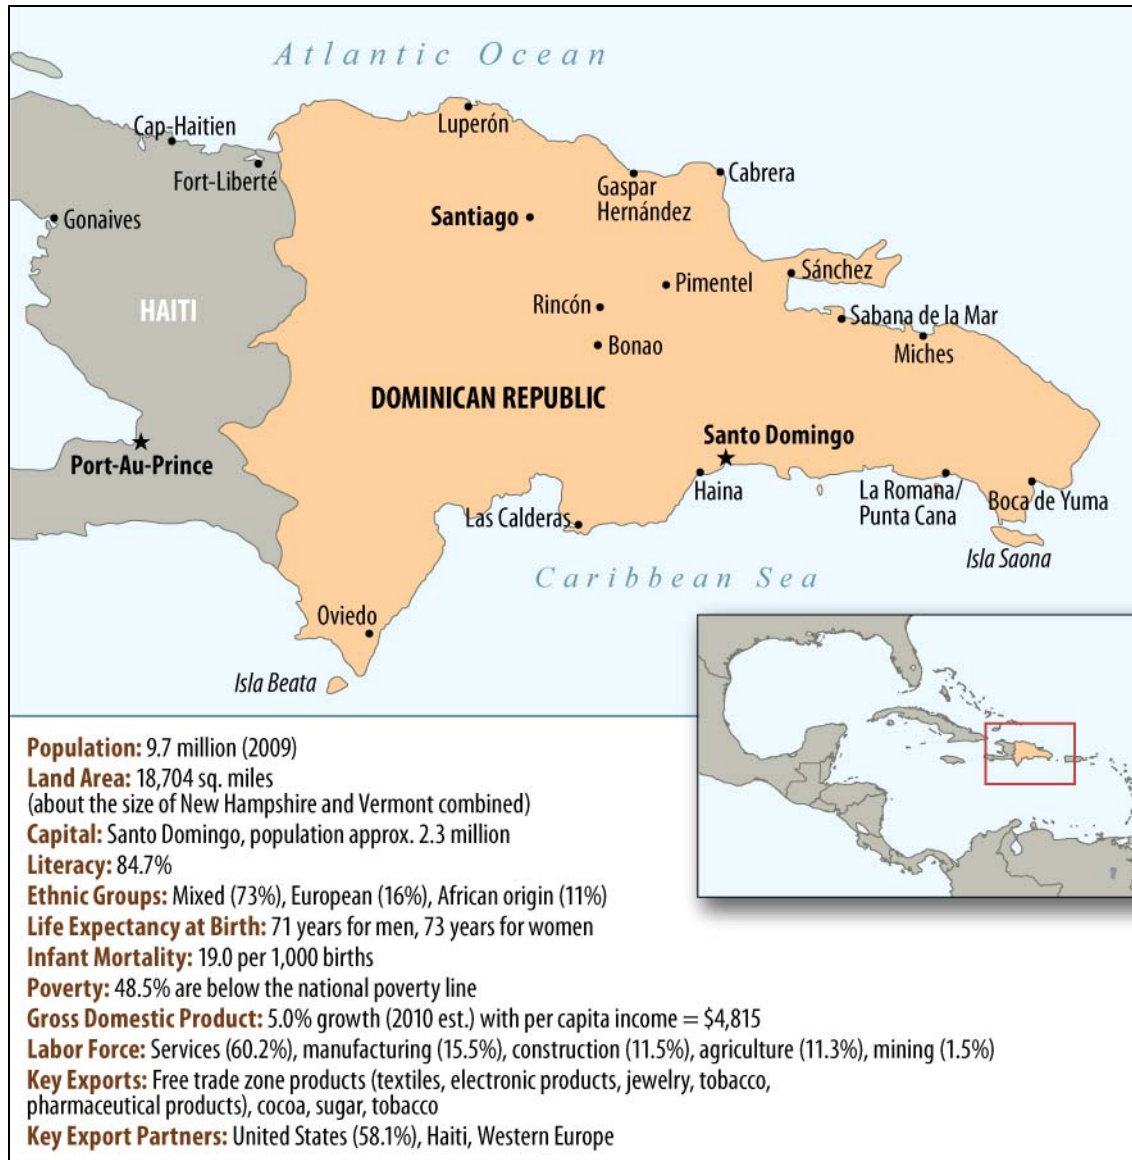 Atlantic Ocean
Luperón
Cap-Haitien
Fort-Liberté
Gaspar
Hernández
Cabrera
Gonaives
Santiago
Sánchez
Pimentel
Rincón
HAITI
Sabana de la Mar
Bonao
Miches
DOMINICAN REPUBLIC
Santo Domingo
Port-Au-Prince
Haina
La Romana/
Punta Cana
Boca de Yuma
Las Calderas
Isla Saona
Caribbean Sea
Oviedo
Isla Beata
Population: 9.7 million (2009)
Land Area: 18,704 sq. miles
(about the size of New Hampshire and Vermont combined)
Capital: Santo Domingo, population approx. 2.3 million
Literacy: 84.7%
Ethnic Groups: Mixed (73%), European (16%), African origin (11%)
Life Expectancy at Birth: 71 years for men, 73 years for women
Infant Mortality: 19.0 per 1,000 births
Poverty: 48.5% are below the national poverty line
Gross Domestic Product: 5.0% growth (2010 est.) with per capita income = $4,815
Labor Force: Services (60.2%), manufacturing (15.5%), construction (11.5%), agriculture (11.3%), mining (1.5%)
Key Exports: Free trade zone products (textiles, electronic products, jewelry, tobacco,
pharmaceutical products), cocoa, sugar, tobacco
Key Export Partners: United States (58.1%), Haiti, Western Europe